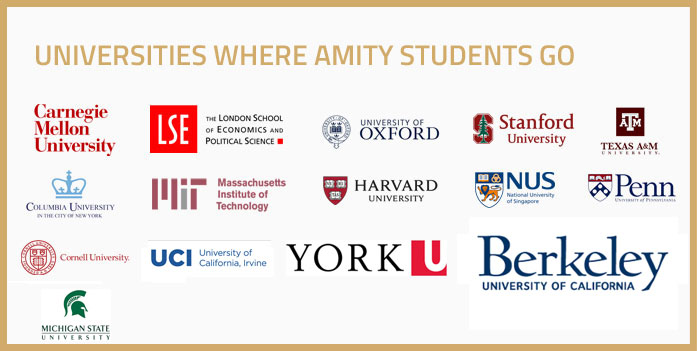 UNIVERSITIES WHERE AMITY STUDENTS GO
Carnegie
Mellon
University
LSE
THE LONDON SCHOOL
OF ECONOMICS AND
POLITICAL SCIENCE
UNIVERSITY OF
OXFORD
S
Stanford
University
ATM
TEXAS A&M
UNIVERSITY.
COLUMBIA UNIVERSITY
IN THE CITY OF NEW YORK
MIT
Massachusetts
Institute of
Technology
HARVARD
UNIVERSITY
NUS
National University
of Singapore
Penn
UNIVERSITY OF PENNSYLVANIA
Cornell University.
UCI
University of
California, Irvine
YORK U
Berkeley
UNIVERSITY OF CALIFORNIA
MICHIGAN STATE
UNIVERSITY